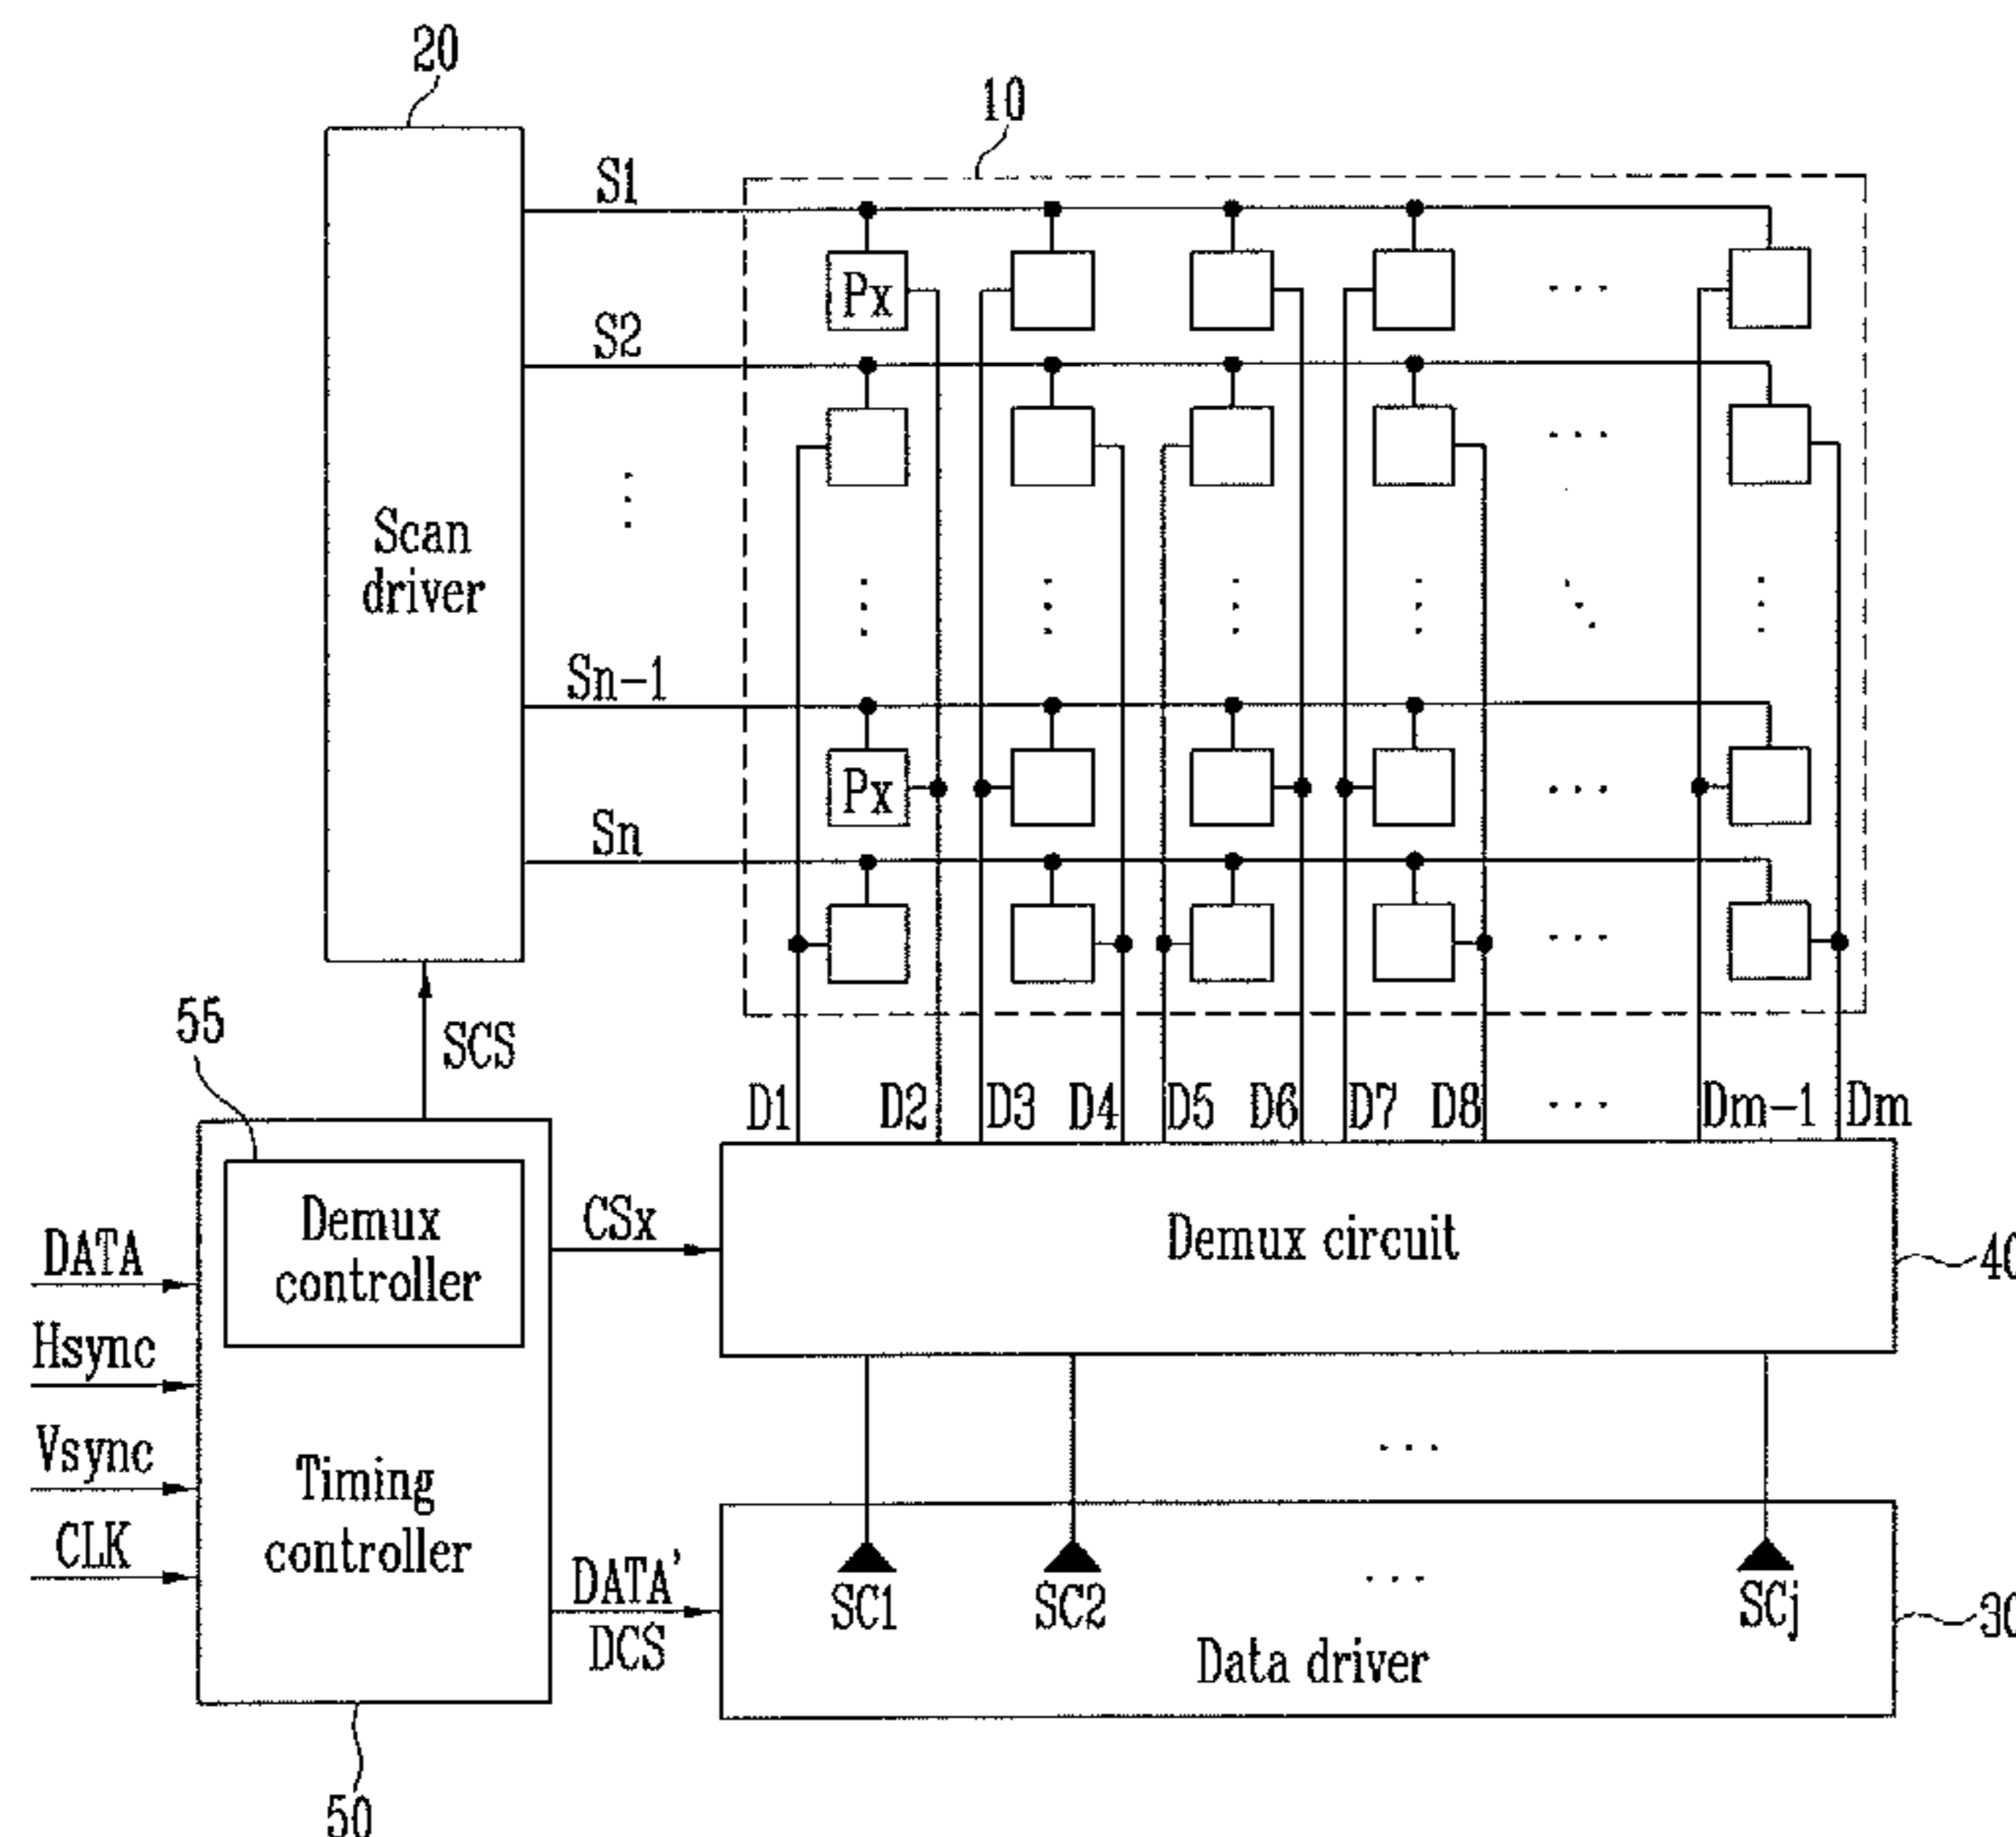 20
10
S1
Px
S2
Scan
driver
Sn-1
Px
Sn
55
SCS
D1 D2 D3 D4 D5 D6 D7 D8 ... Dm-1 Dm
Demux
controller
CSx
Demux circuit
40
DATA
Hsync
Vsync
CLK
Timing
controller
DATA'
DCS
SC1
SC2
...
SCj
Data driver
30
50